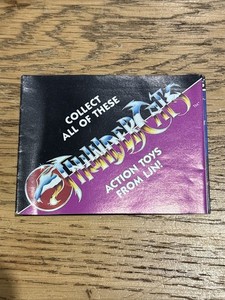 COLLECT
ALL OF THESE
THUNDERCATS
ACTION TOYS
FROM LJN!